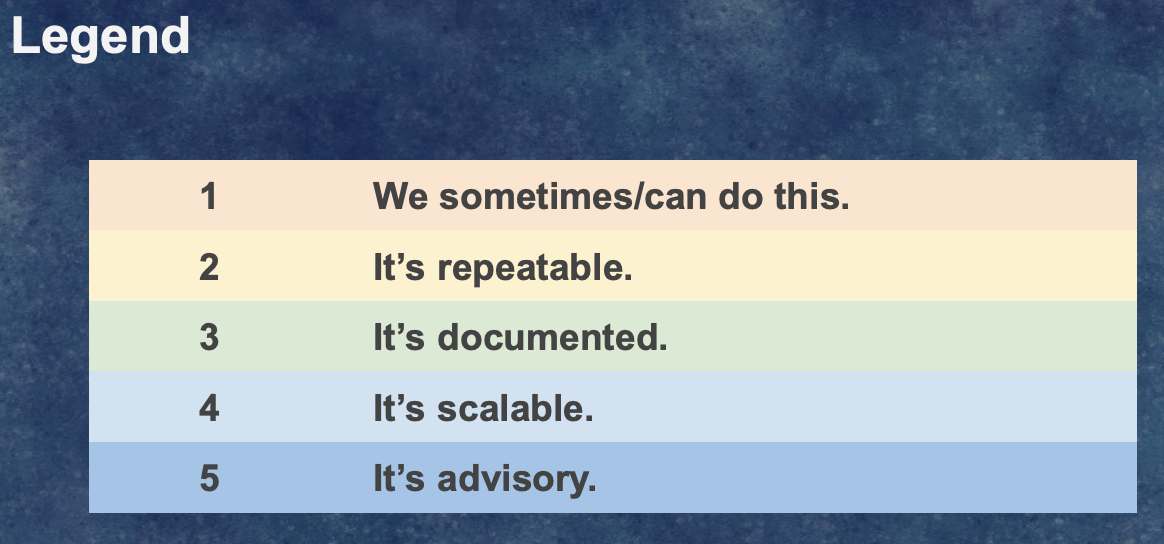 Legend
1 We sometimes/can do this.
2 It’s repeatable.
3 It’s documented.
4 It’s scalable.
5 It’s advisory.